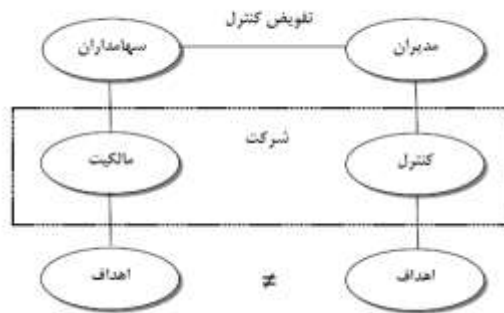 تفویض کنترل
مدیران
سهامداران
شرکت
کنترل
مالکیت
اهداف
≠
اهداف